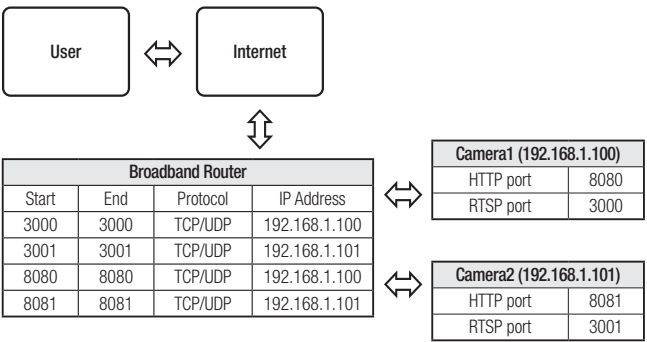 User
Internet
Broadband Router
Start End Protocol IP Address
3000 3000 TCP/UDP 192.168.1.100
3001 3001 TCP/UDP 192.168.1.101
8080 8080 TCP/UDP 192.168.1.100
8081 8081 TCP/UDP 192.168.1.101
Camera1 (192.168.1.100)
HTTP port 8080
RTSP port 3000
Camera2 (192.168.1.101)
HTTP port 8081
RTSP port 3001